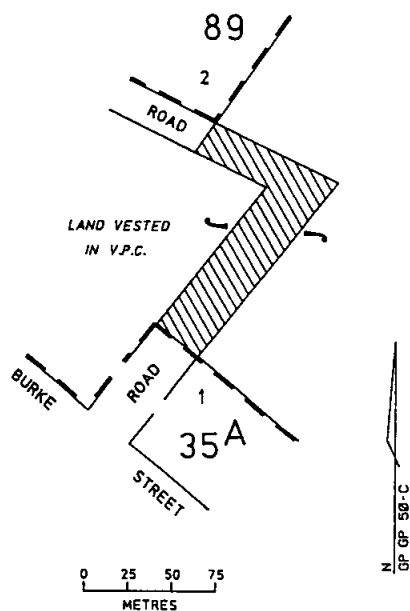 89
2
ROAD
LAND VESTED
IN V.P.C.
BURKE
ROAD
1
35A
STREET
0 25 50 75
METRES
N
GP GP 50-C